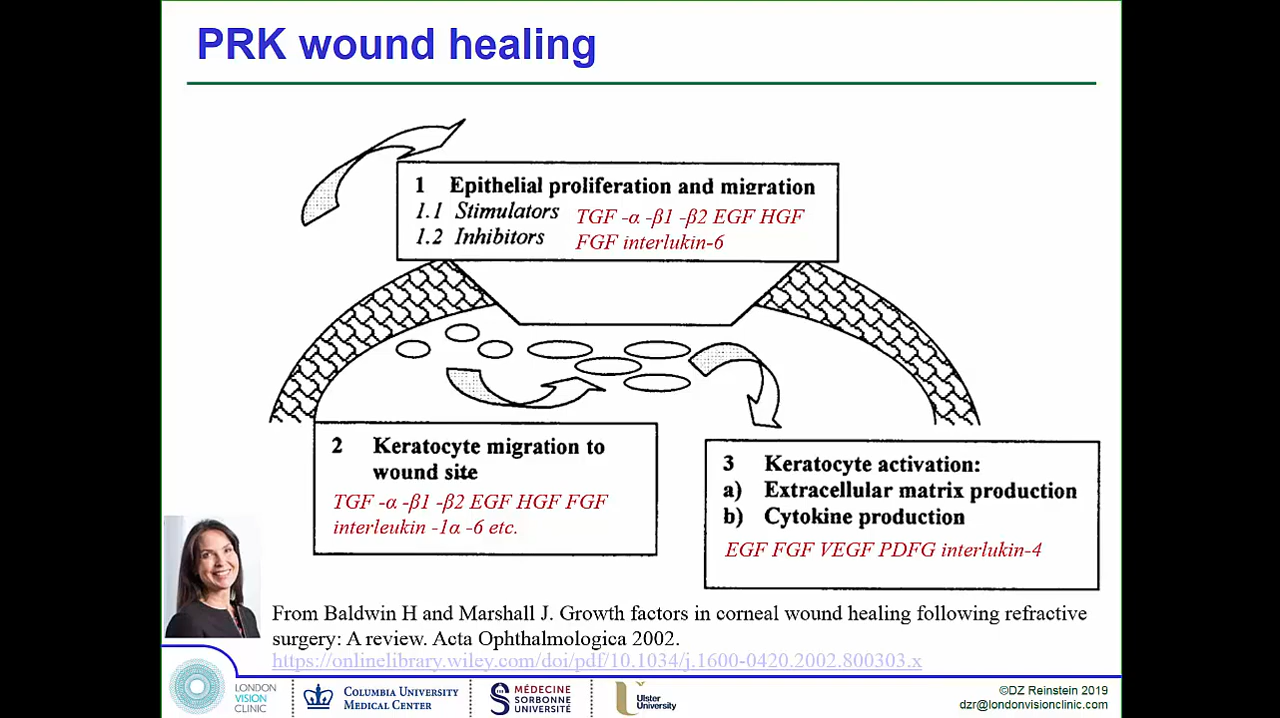 PRK wound healing
1 Epithelial proliferation and migration
1.1 Stimulators TGF -α -β1 -β2 EGF HGF
1.2 Inhibitors FGF interlukin-6
2 Keratocyte migration to
wound site
TGF -α -β1 -β2 EGF HGF FGF
interleukin -1α -6 etc.
3 Keratocyte activation:
a) Extracellular matrix production
b) Cytokine production
EGF FGF VEGF PDFG interlukin-4
From Baldwin H and Marshall J. Growth factors in corneal wound healing following refractive
surgery: A review. Acta Ophthalmologica 2002.
https://onlinelibrary.wiley.com/doi/pdf/10.1034/j.1600-0420.2002.800303.x
LONDON
VISION
CLINIC
COLUMBIA UNIVERSITY
MEDICAL CENTER
MÉDECINE
SORBONNE
UNIVERSITÉ
Ulster
University
©DZ Reinstein 2019
dzr@londonvisionclinic.com